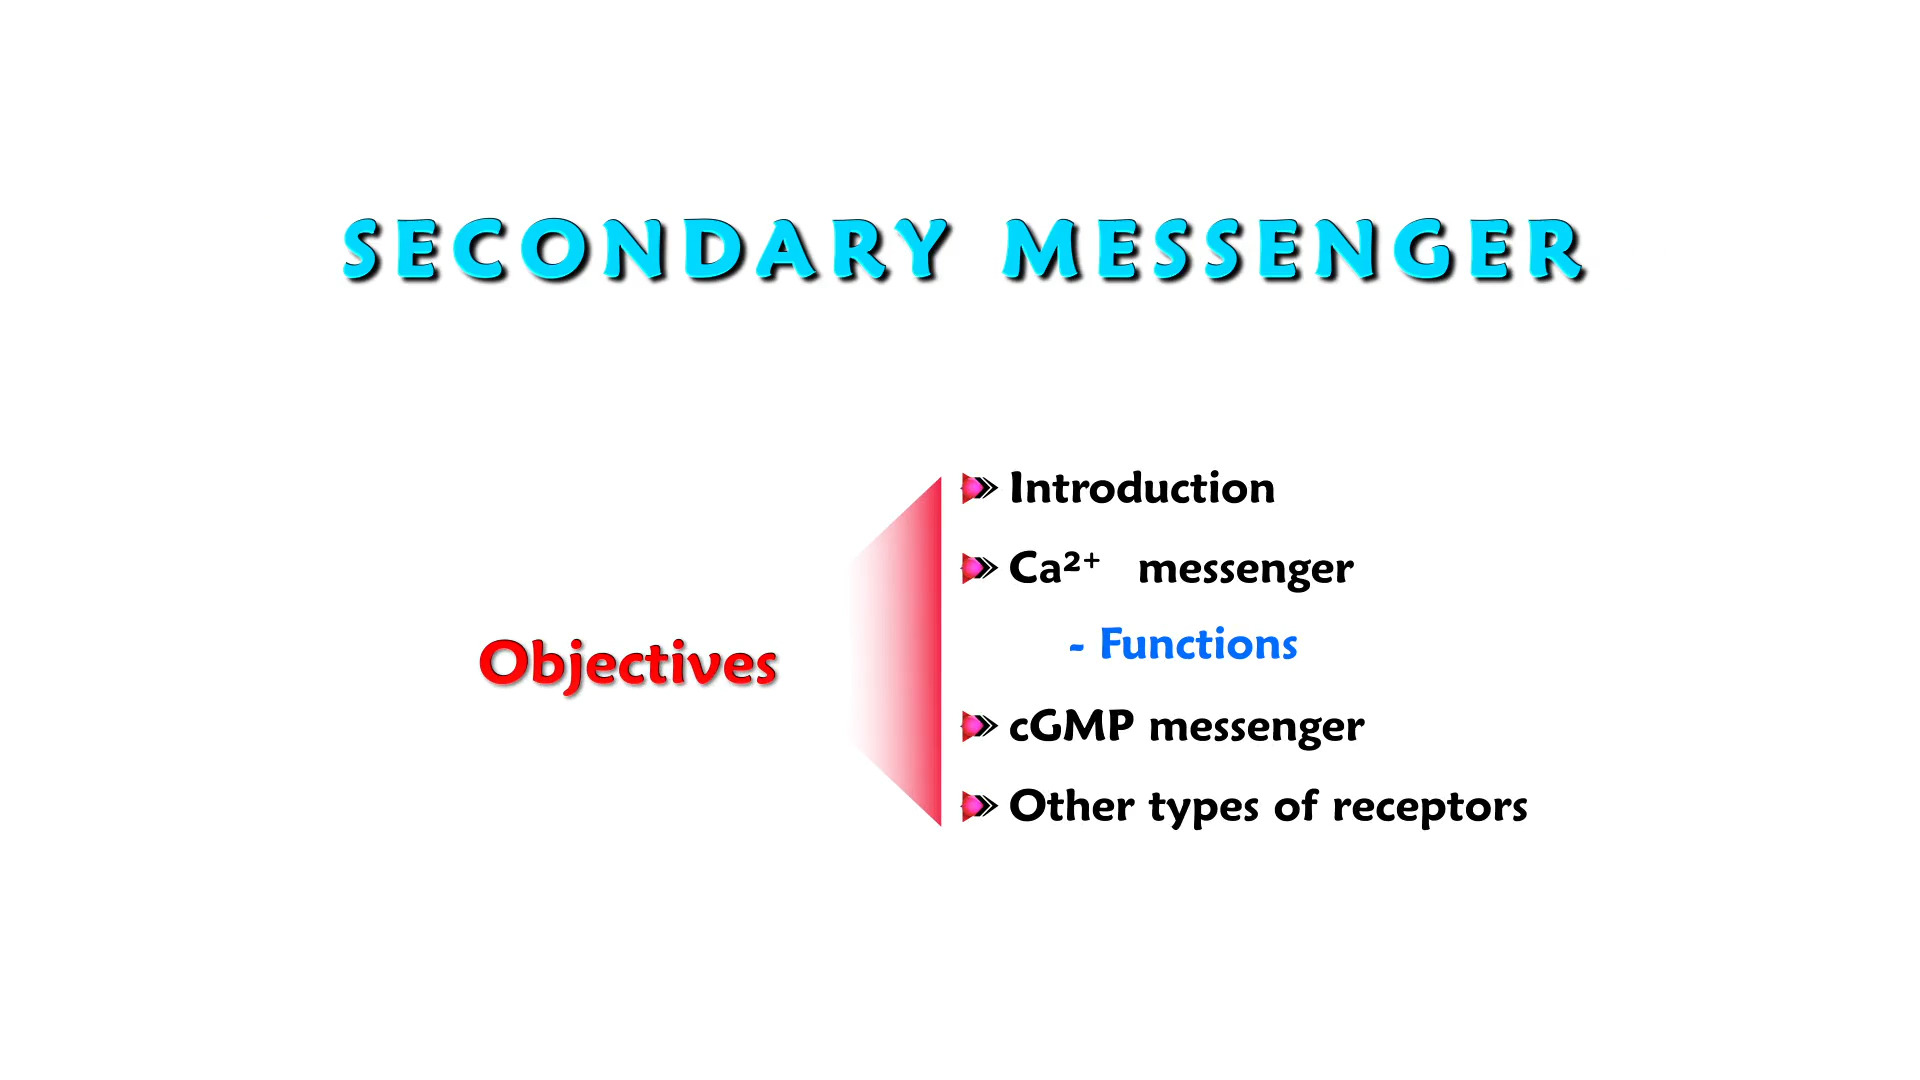 SECONDARY MESSENGER
Objectives
Introduction
Ca²⁺ messenger
- Functions
cGMP messenger
Other types of receptors